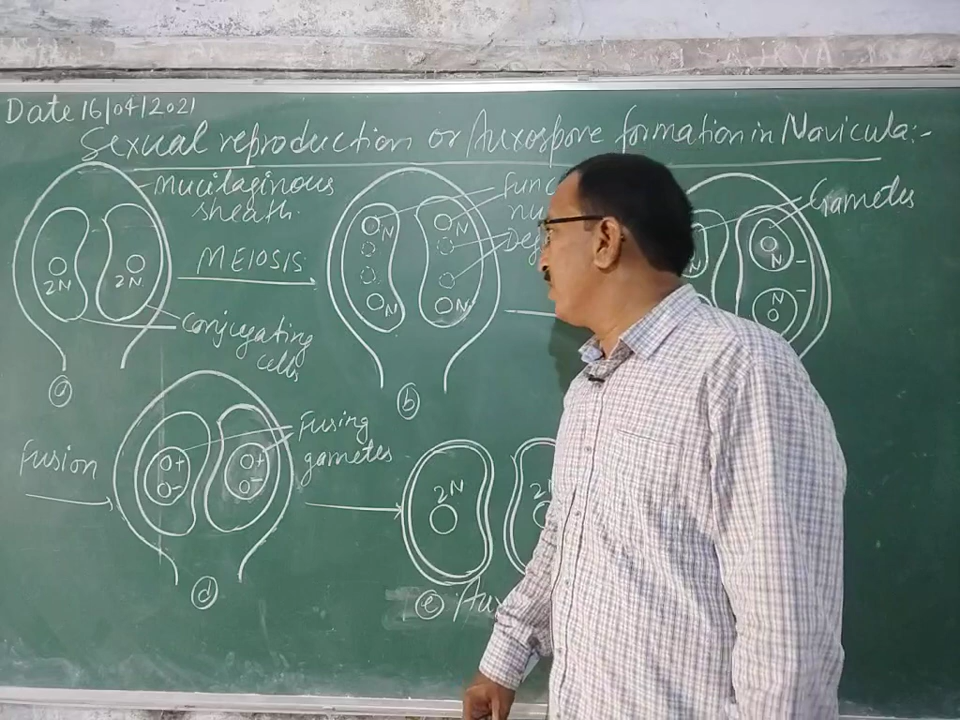 Date 16/04/2021
Sexual reproduction or Auxospore formation in Navicula:-
Mucilaginous
sheath.
MEIOSIS
2N
2N
Conjugating
cells
a
N
N
N
N
b
N
Gametes
N
-
-
N
Fusion
+
-
+
-
Fusing
gametes
d
2N
2N
e